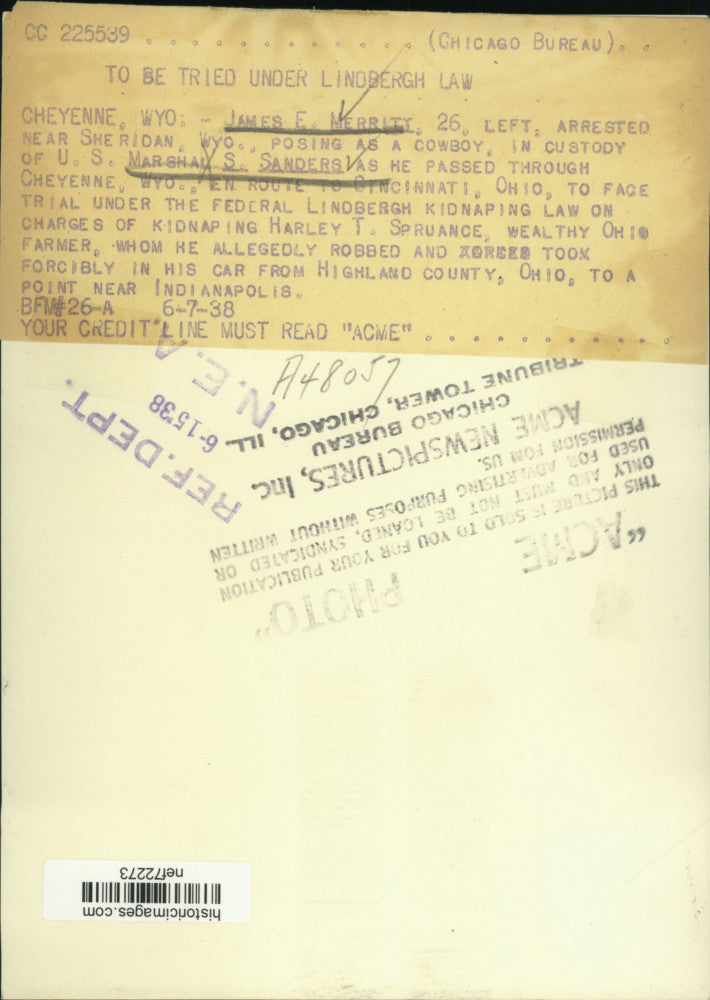 CG 225539 . . . . . . . . . . . . (CHICAGO BUREAU). .
TO BE TRIED UNDER LINDBERGH LAW
CHEYENNE, WYO: - JAMES E. MERRITT, 26, LEFT, ARRESTED
NEAR SHERIDAN, WYO., POSING AS A COWBOY, IN CUSTODY
OF U. S. MARSHAL S. SANDERS AS HE PASSED THROUGH
CHEYENNE, WYO., EN ROUTE TO CINCINNATI, OHIO, TO FACE
TRIAL UNDER THE FEDERAL LINDBERGH KIDNAPING LAW ON
CHARGES OF KIDNAPING HARLEY T. SPRUANCE, WEALTHY OHIO
FARMER, WHOM HE ALLEGEDLY ROBBED AND TOOK
FORCIBLY IN HIS CAR FROM HIGHLAND COUNTY, OHIO, TO A
POINT NEAR INDIANAPOLIS.
BFM#26-A 6-7-38
YOUR CREDIT LINE MUST READ "ACME" . . . . . . . . . . . .
A48057
N.E.A.
6-15 38
REF. DEPT.
ACME NEWSPICTURES, Inc.
CHICAGO BUREAU
TRIBUNE TOWER, CHICAGO, ILL.
"ACME PHOTO"
THIS PICTURE IS SOLD TO YOU FOR YOUR PUBLICATION
ONLY AND MUST NOT BE LOANED, SYNDICATED OR
USED FOR ADVERTISING PURPOSES WITHOUT WRITTEN
PERMISSION FOM US.
historicimages.com
nef72273